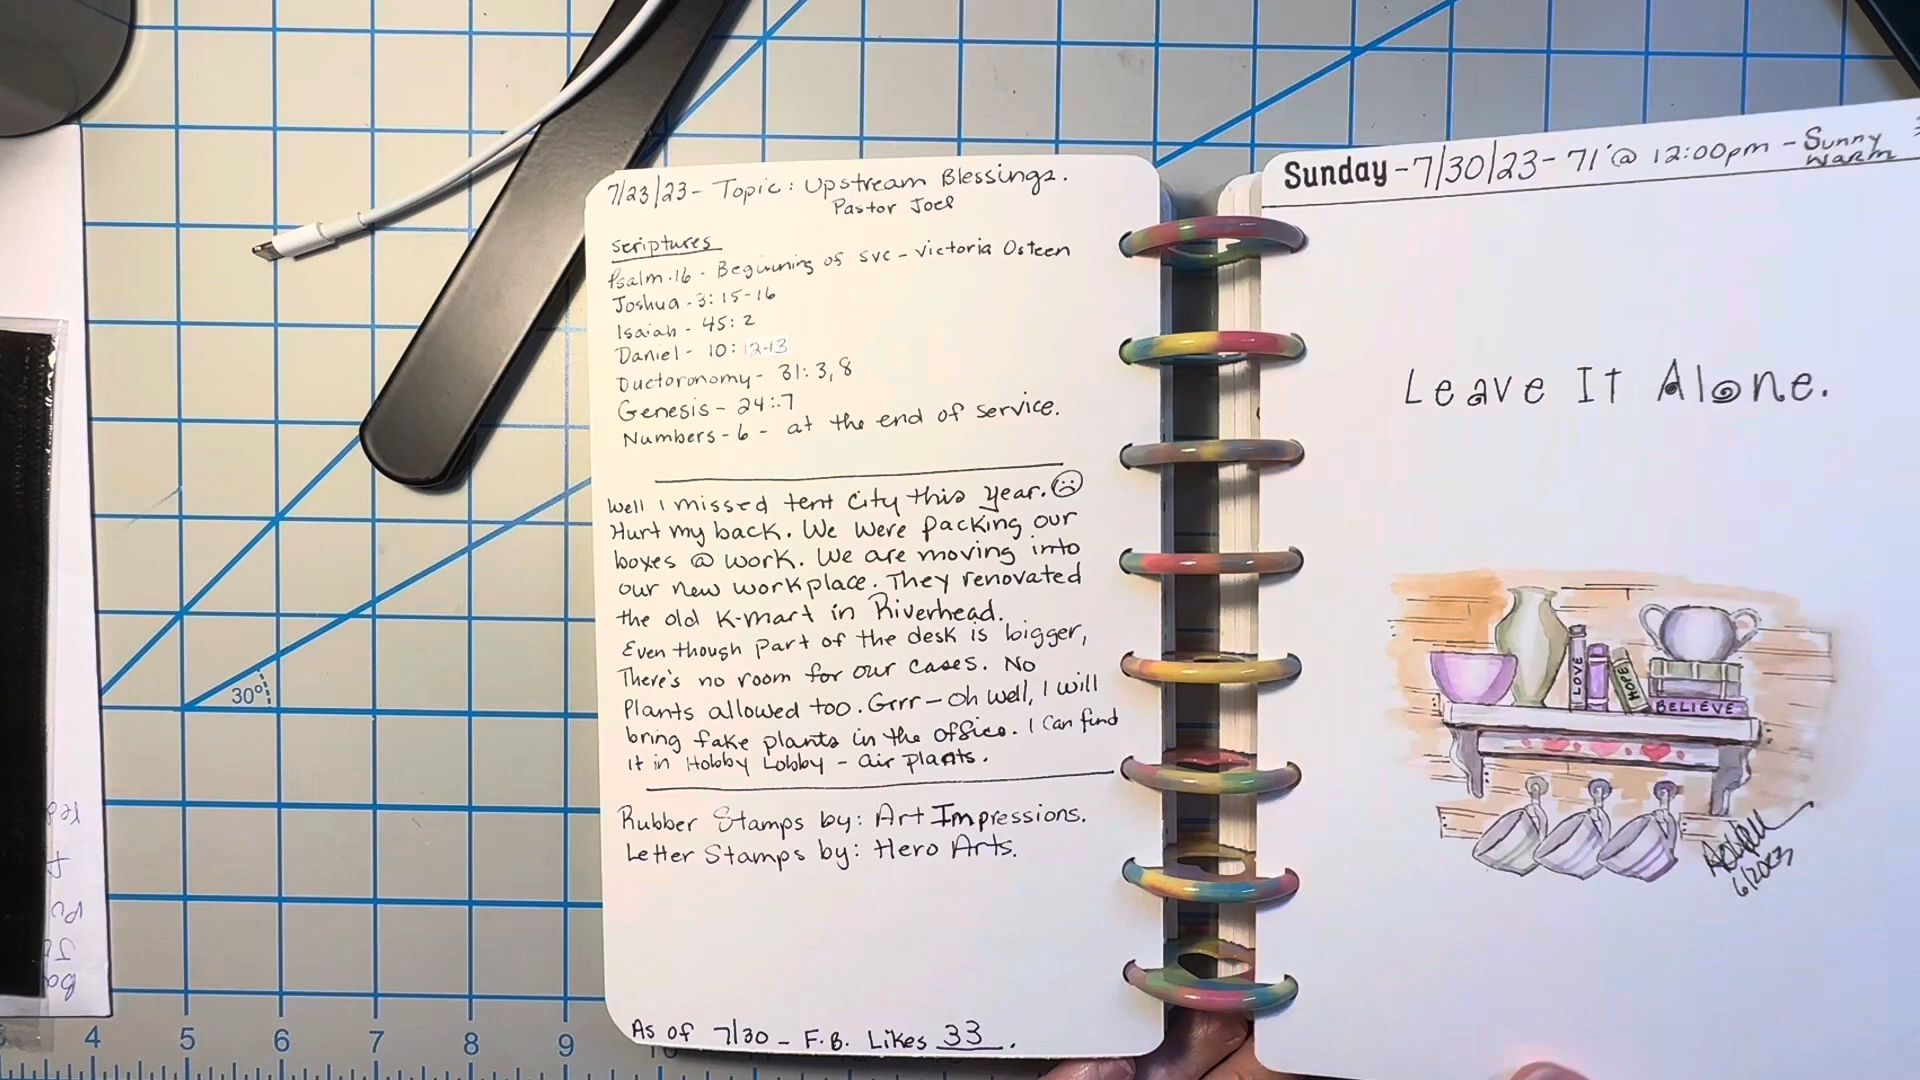 7/23/23 - Topic: Upstream Blessings.
Pastor Joel
Scriptures
Psalm.16 - Beginning of svc - Victoria Osteen
Joshua - 3:15-16
Isaiah - 45:2
Daniel - 10:12-13
Ductoronomy - 31:3,8
Genesis - 24:7
Numbers - 6 - at the end of service.
Well I missed tent city this year. ☹
Hurt my back. We were packing our
boxes @ work. We are moving into
our new workplace. They renovated
the old K-mart in Riverhead.
Even though part of the desk is bigger,
There's no room for our cases. No
Plants allowed too. Grrr - Oh well, I will
bring fake plants in the office. I can find
it in Hobby Lobby - air plants.
Rubber Stamps by: Art Impressions.
Letter Stamps by: Hero Arts.
As of 7/30 - F.B. Likes 33.
Sunday - 7/30/23 - 71° @ 12:00pm - Sunny
Warm
Leave It Alone.
LOVE
HOPE
BELIEVE
6/2023
30°
4 5 6 7 8 9 10